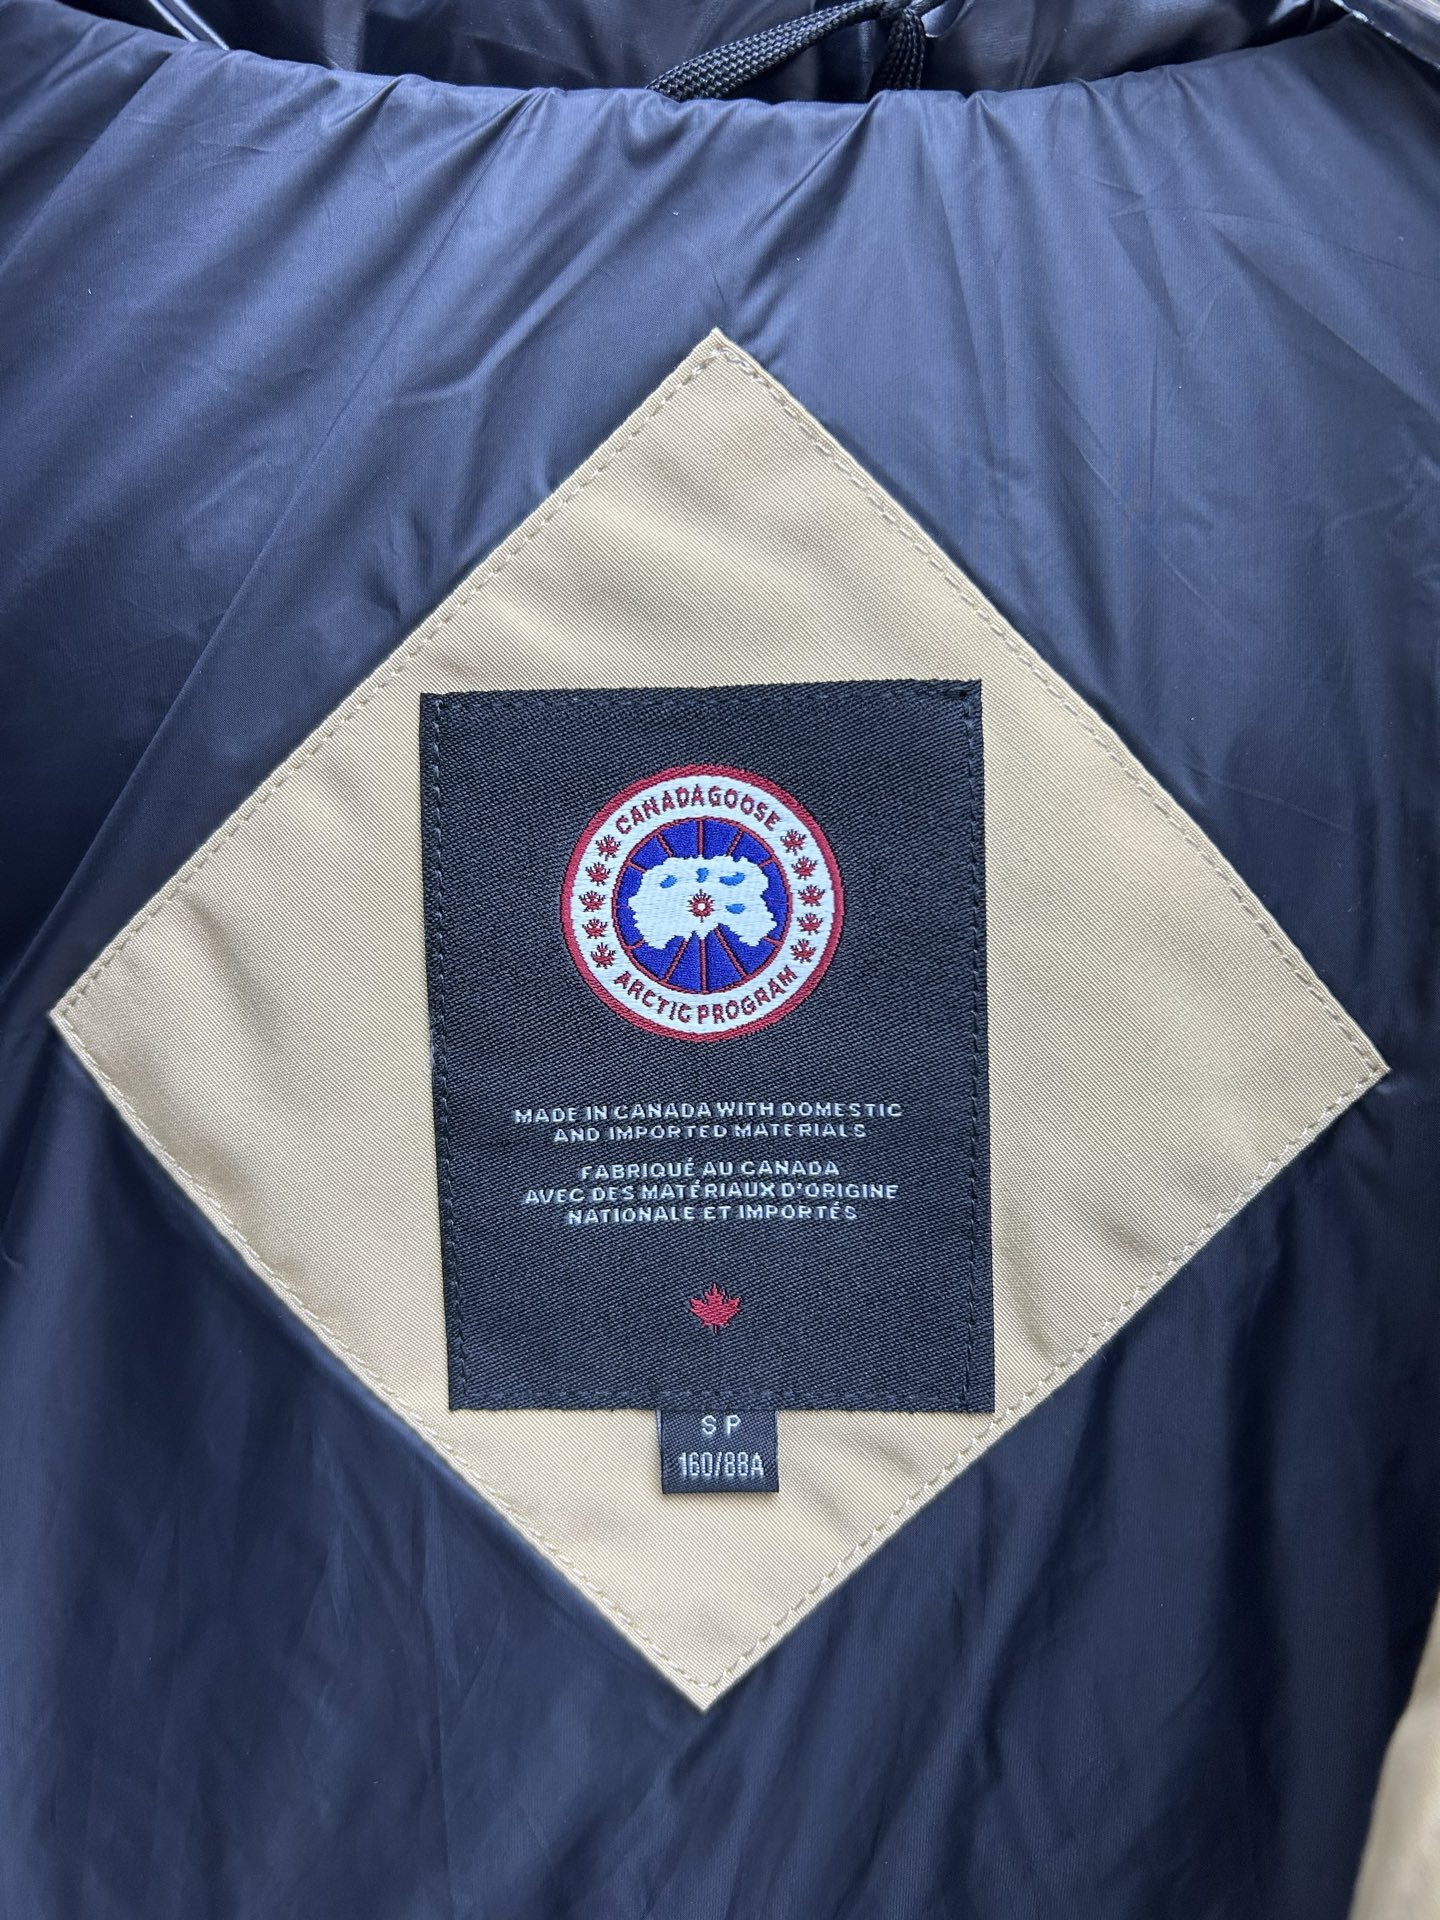 CANADA GOOSE
ARCTIC PROGRAM
MADE IN CANADA WITH DOMESTIC
AND IMPORTED MATERIALS
FABRIQUÉ AU CANADA
AVEC DES MATÉRIAUX D'ORIGINE
NATIONALE ET IMPORTÉS
S P
160/88A